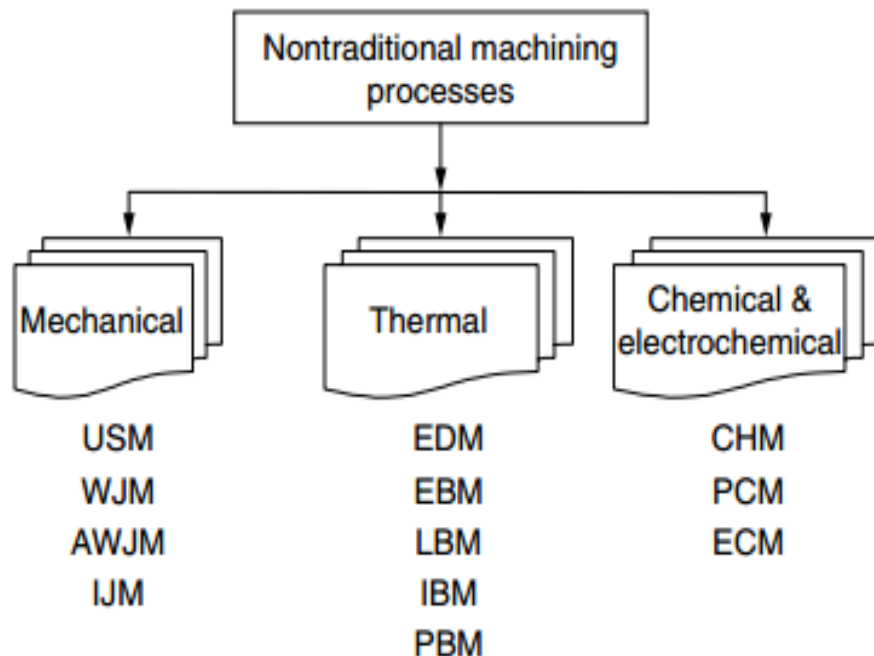 Nontraditional machining
processes
Mechanical
Thermal
Chemical &
electrochemical
USM
WJM
AWJM
IJM
EDM
EBM
LBM
IBM
PBM
CHM
PCM
ECM